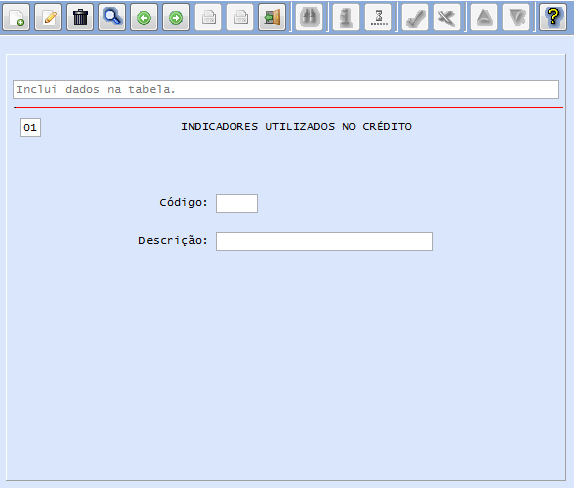 Inclui dados na tabela.
01 INDICADORES UTILIZADOS NO CRÉDITO
Código:
Descrição: